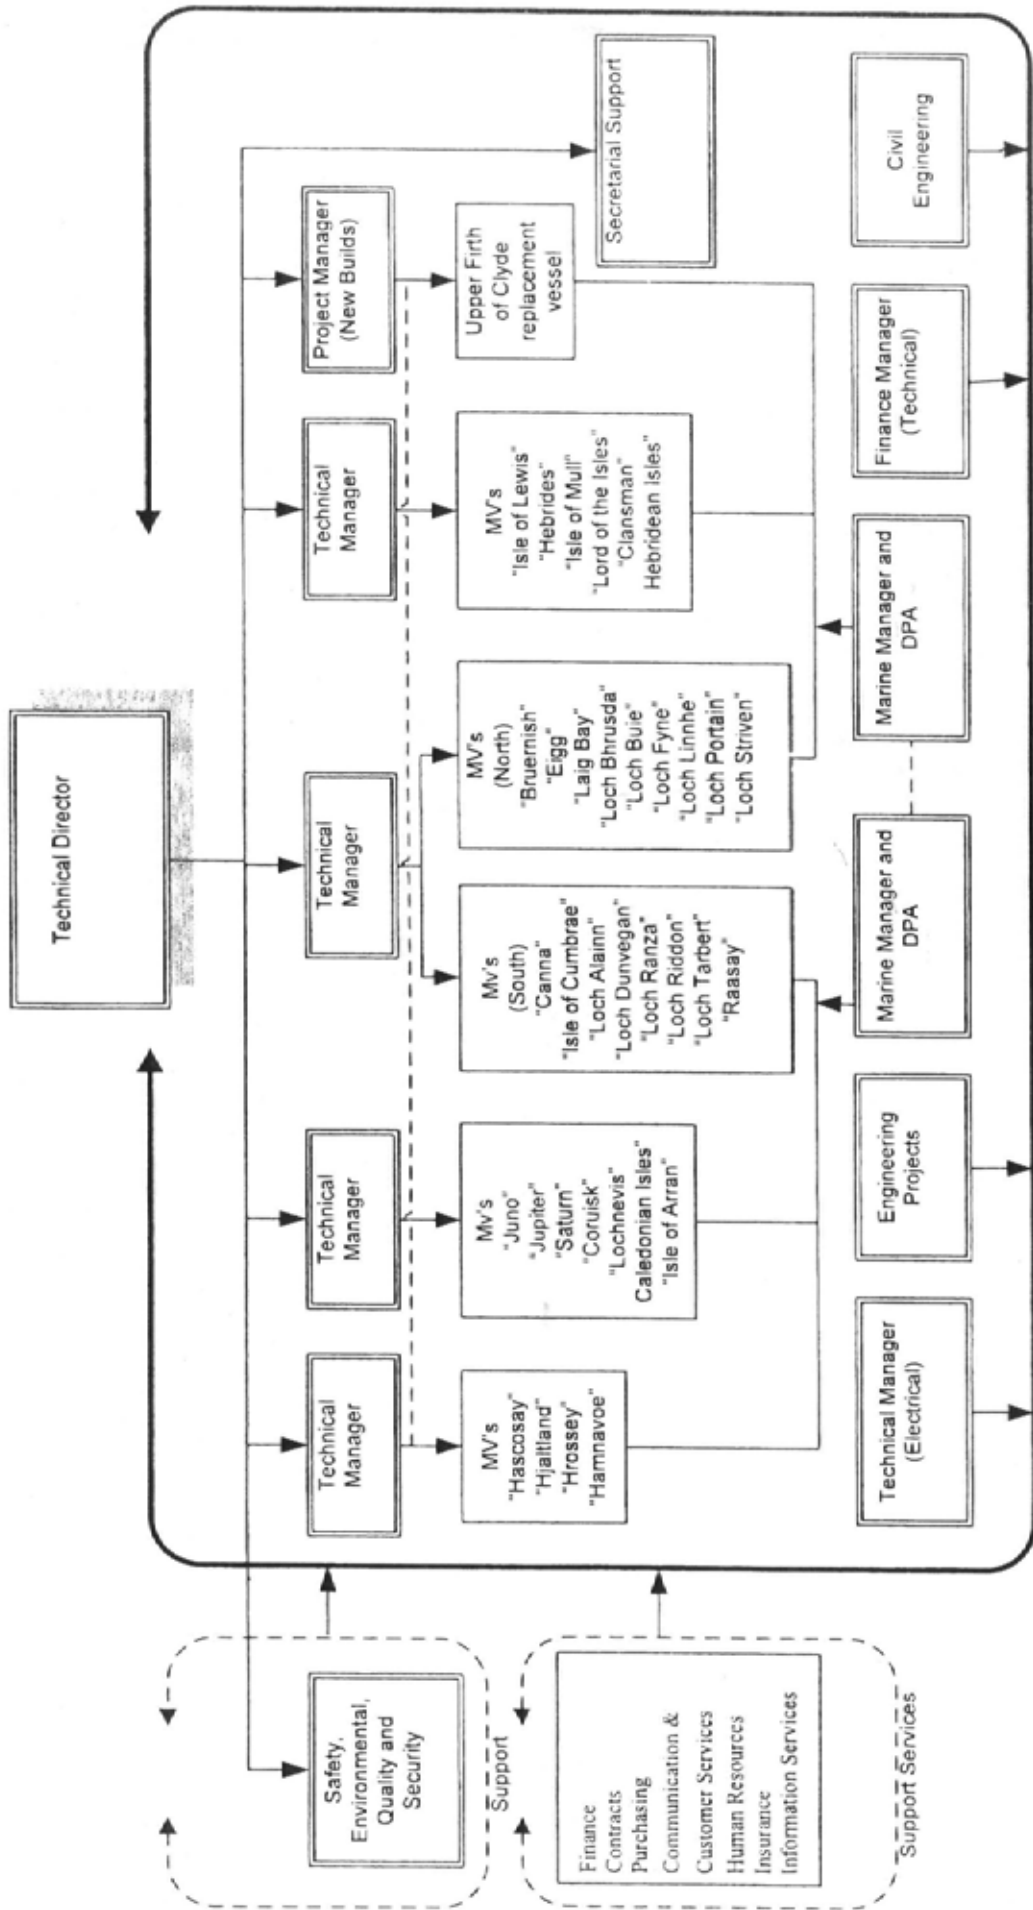 Technical Director
Safety,
Environmental,
Quality and
Security
Support
Technical
Manager
Technical
Manager
Technical
Manager
Technical
Manager
Project Manager
(New Builds)
MV's
"Hascosay"
"Hjaltland"
"Hrossey"
"Hamnavoe"
Mv's
"Juno"
"Jupiter"
"Saturn"
"Coruisk"
"Lochnevis"
Caledonian Isles"
"Isle of Arran"
Mv's
(South)
"Canna"
"Isle of Cumbrae"
"Loch Alainn"
"Loch Dunvegan"
"Loch Ranza"
"Loch Riddon"
"Loch Tarbert"
"Raasay"
MV's
(North)
"Bruernish"
"Eigg"
"Laig Bay"
"Loch Bhrusda"
"Loch Buie"
"Loch Fyne"
"Loch Linnhe"
"Loch Portain"
"Loch Striven"
MV's
"Isle of Lewis"
"Hebrides"
"Isle of Mull"
"Lord of the Isles"
"Clansman"
Hebridean Isles"
Upper Firth
of Clyde
replacement
vessel
Secretarial Support
Finance
Contracts
Purchasing
Communication &
Customer Services
Human Resources
Insurance
Information Services
Support Services
Technical Manager
(Electrical)
Engineering
Projects
Marine Manager and
DPA
Marine Manager and
DPA
Finance Manager
(Technical)
Civil
Engineering